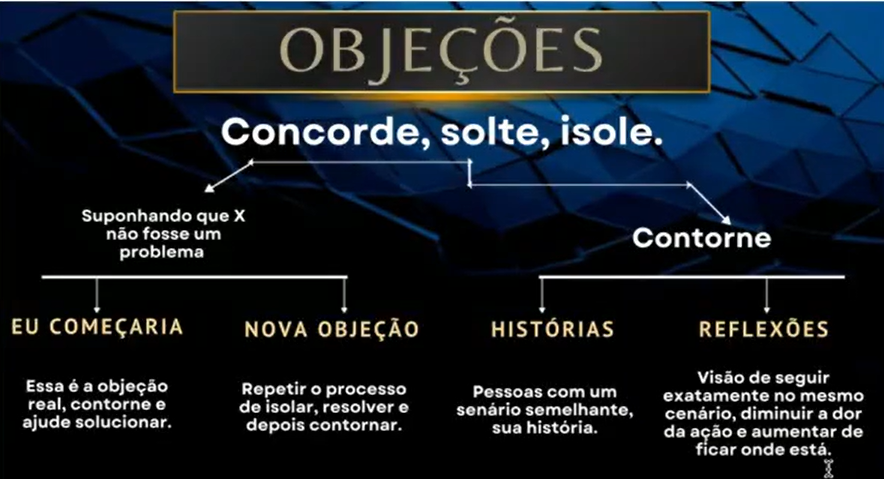 OBJEÇÕES
Concorde, solte, isole.
Suponhando que X
não fosse um
problema
Contorne
EU COMEÇARIA
Essa é a objeção
real, contorne e
ajude solucionar.
NOVA OBJEÇÃO
Repetir o processo
de isolar, resolver e
depois contornar.
HISTÓRIAS
Pessoas com um
senário semelhante,
sua história.
REFLEXÕES
Visão de seguir
exatamente no mesmo
cenário, diminuir a dor
da ação e aumentar de
ficar onde está.